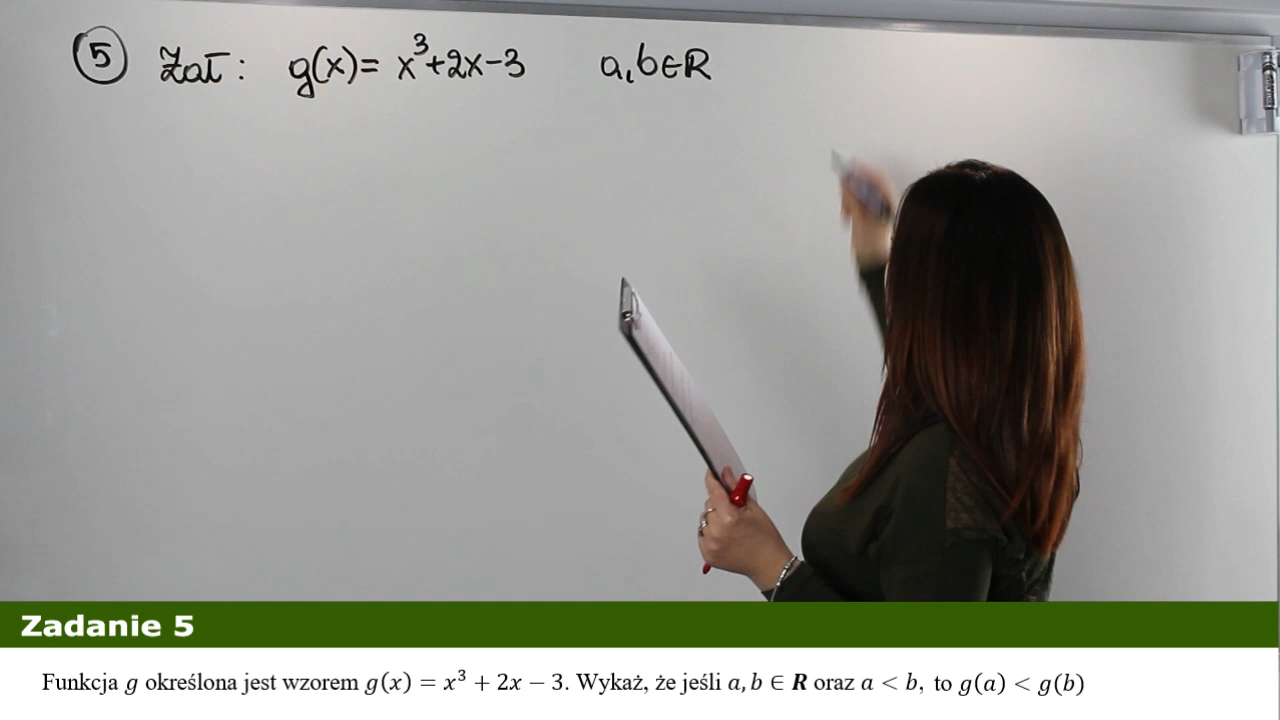 5 Zał: g(x)= x³+2x-3 a,b∈R
Zadanie 5
Funkcja g określona jest wzorem g(x) = x³ + 2x − 3. Wykaż, że jeśli a, b ∈ R oraz a < b, to g(a) < g(b)